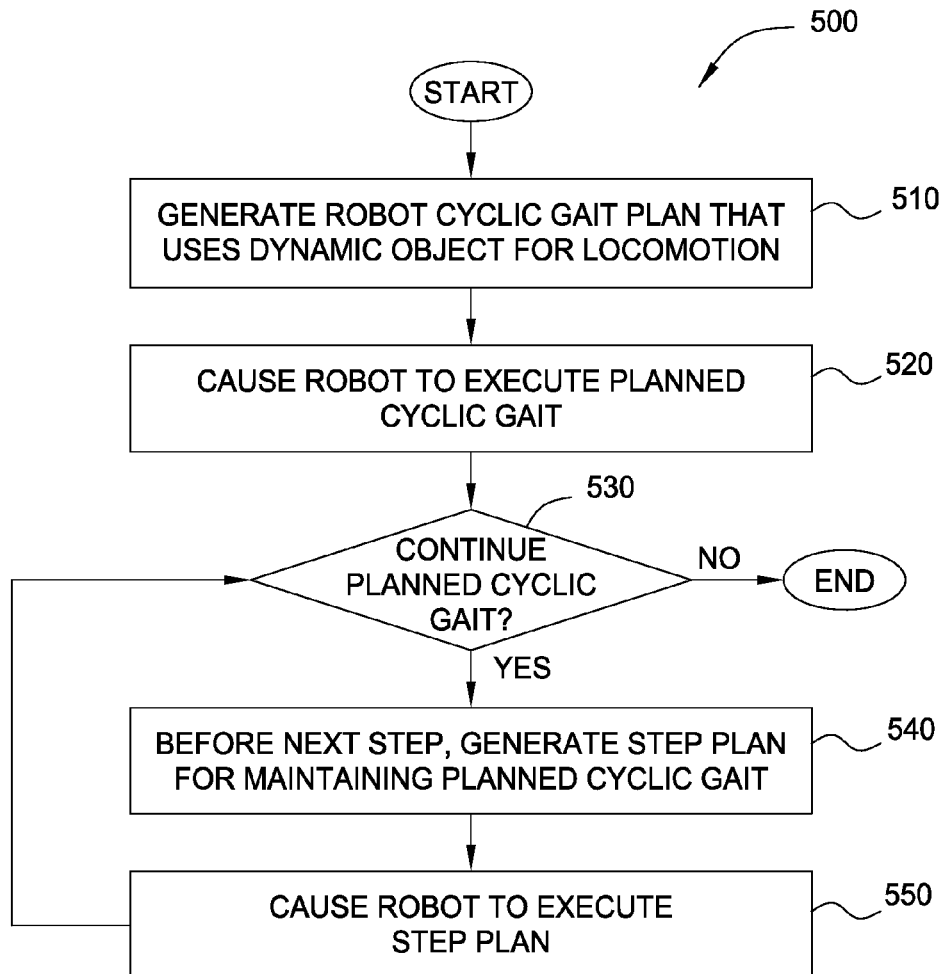 500
START
GENERATE ROBOT CYCLIC GAIT PLAN THAT
USES DYNAMIC OBJECT FOR LOCOMOTION
510
CAUSE ROBOT TO EXECUTE PLANNED
CYCLIC GAIT
520
530
CONTINUE
PLANNED CYCLIC
GAIT?
NO
END
YES
BEFORE NEXT STEP, GENERATE STEP PLAN
FOR MAINTAINING PLANNED CYCLIC GAIT
540
CAUSE ROBOT TO EXECUTE
STEP PLAN
550